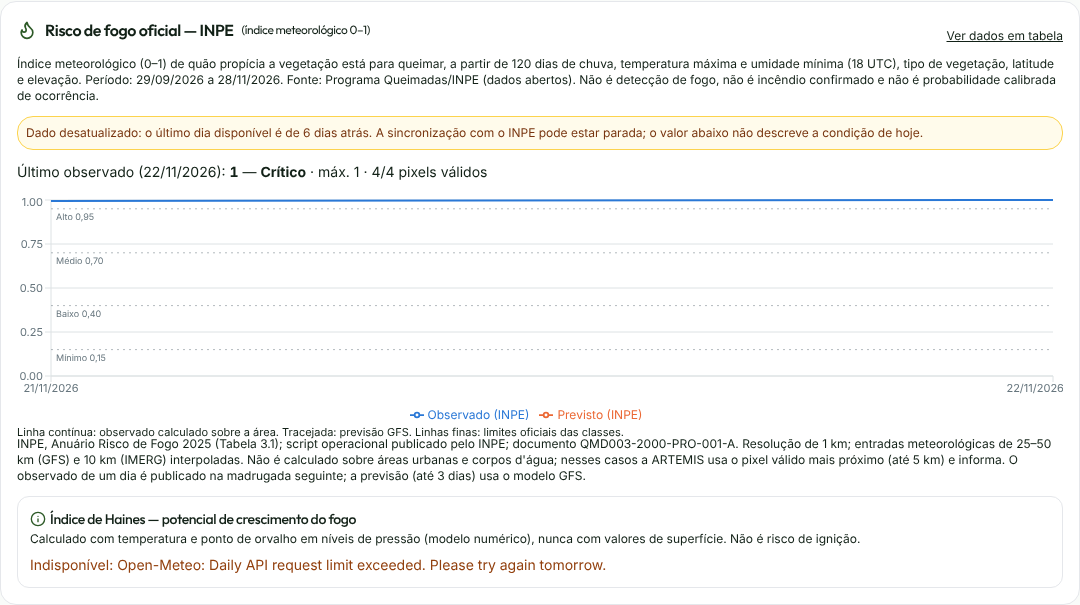 Risco de fogo oficial — INPE (índice meteorológico 0–1)
Ver dados em tabela
Índice meteorológico (0–1) de quão propícia a vegetação está para queimar, a partir de 120 dias de chuva, temperatura máxima e umidade mínima (18 UTC), tipo de vegetação, latitude
e elevação. Período: 29/09/2026 a 28/11/2026. Fonte: Programa Queimadas/INPE (dados abertos). Não é detecção de fogo, não é incêndio confirmado e não é probabilidade calibrada
de ocorrência.
Dado desatualizado: o último dia disponível é de 6 dias atrás. A sincronização com o INPE pode estar parada; o valor abaixo não descreve a condição de hoje.
Último observado (22/11/2026): 1 — Crítico · máx. 1 · 4/4 pixels válidos
1.00
Alto 0,95
0.75
Médio 0,70
0.50
Baixo 0,40
0.25
Mínimo 0,15
0.00
21/11/2026
22/11/2026
Observado (INPE)
Previsto (INPE)
Linha contínua: observado calculado sobre a área. Tracejada: previsão GFS. Linhas finas: limites oficiais das classes.
INPE, Anuário Risco de Fogo 2025 (Tabela 3.1); script operacional publicado pelo INPE; documento QMD003-2000-PRO-001-A. Resolução de 1 km; entradas meteorológicas de 25–50
km (GFS) e 10 km (IMERG) interpoladas. Não é calculado sobre áreas urbanas e corpos d'água; nesses casos a ARTEMIS usa o pixel válido mais próximo (até 5 km) e informa. O
observado de um dia é publicado na madrugada seguinte; a previsão (até 3 dias) usa o modelo GFS.
Índice de Haines — potencial de crescimento do fogo
Calculado com temperatura e ponto de orvalho em níveis de pressão (modelo numérico), nunca com valores de superfície. Não é risco de ignição.
Indisponível: Open-Meteo: Daily API request limit exceeded. Please try again tomorrow.